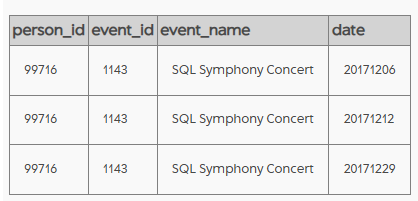 person_id event_id event_name date
99716 1143 SQL Symphony Concert 20171206
99716 1143 SQL Symphony Concert 20171212
99716 1143 SQL Symphony Concert 20171229